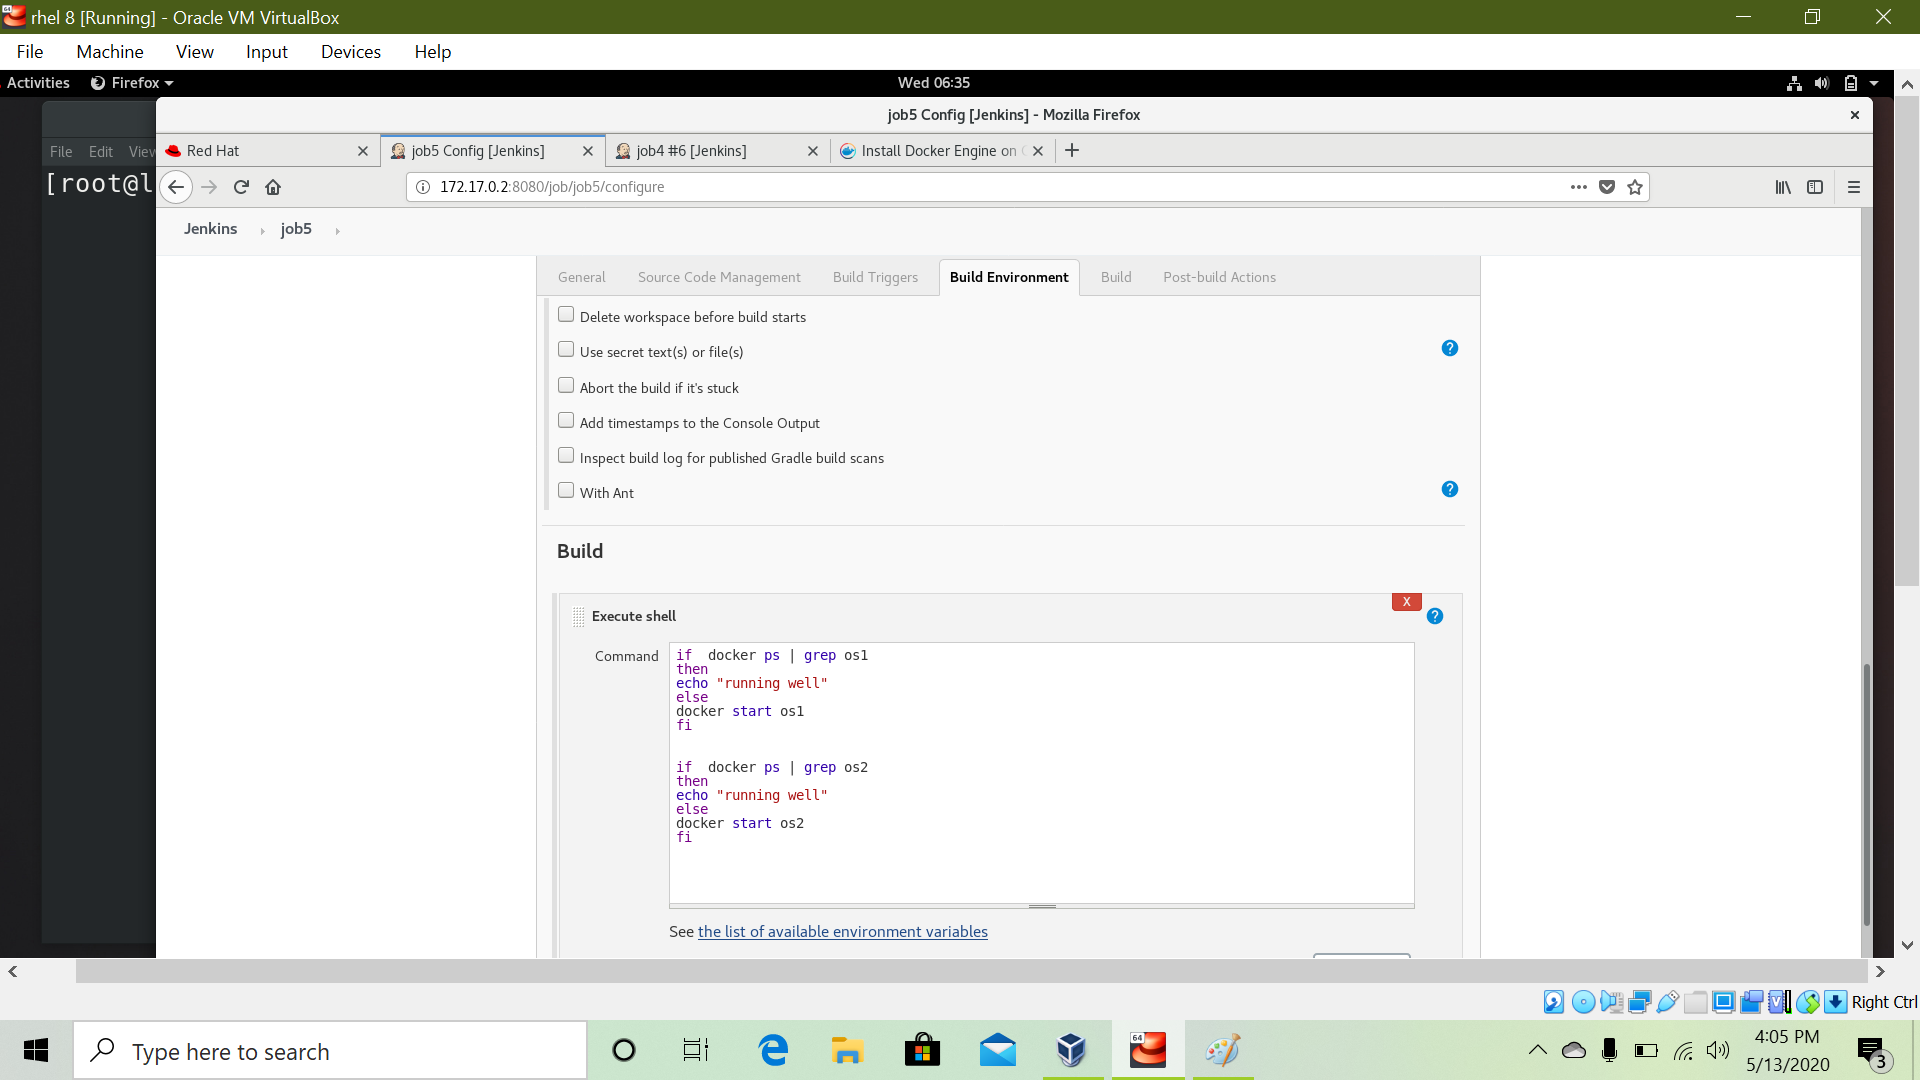 rhel 8 [Running] - Oracle VM VirtualBox
File Machine View Input Devices Help
Activities Firefox Wed 06:35
job5 Config [Jenkins] - Mozilla Firefox
File Edit View
Red Hat job5 Config [Jenkins] job4 #6 [Jenkins] Install Docker Engine on
[root@l
172.17.0.2:8080/job/job5/configure
Jenkins job5
General Source Code Management Build Triggers Build Environment Build Post-build Actions
Delete workspace before build starts
Use secret text(s) or file(s)
Abort the build if it's stuck
Add timestamps to the Console Output
Inspect build log for published Gradle build scans
With Ant
Build
X
Execute shell
Command
if  docker ps | grep os1
then
echo "running well"
else
docker start os1
fi
if  docker ps | grep os2
then
echo "running well"
else
docker start os2
fi
See the list of available environment variables
Right Ctrl
Type here to search
64
4:05 PM
5/13/2020
3